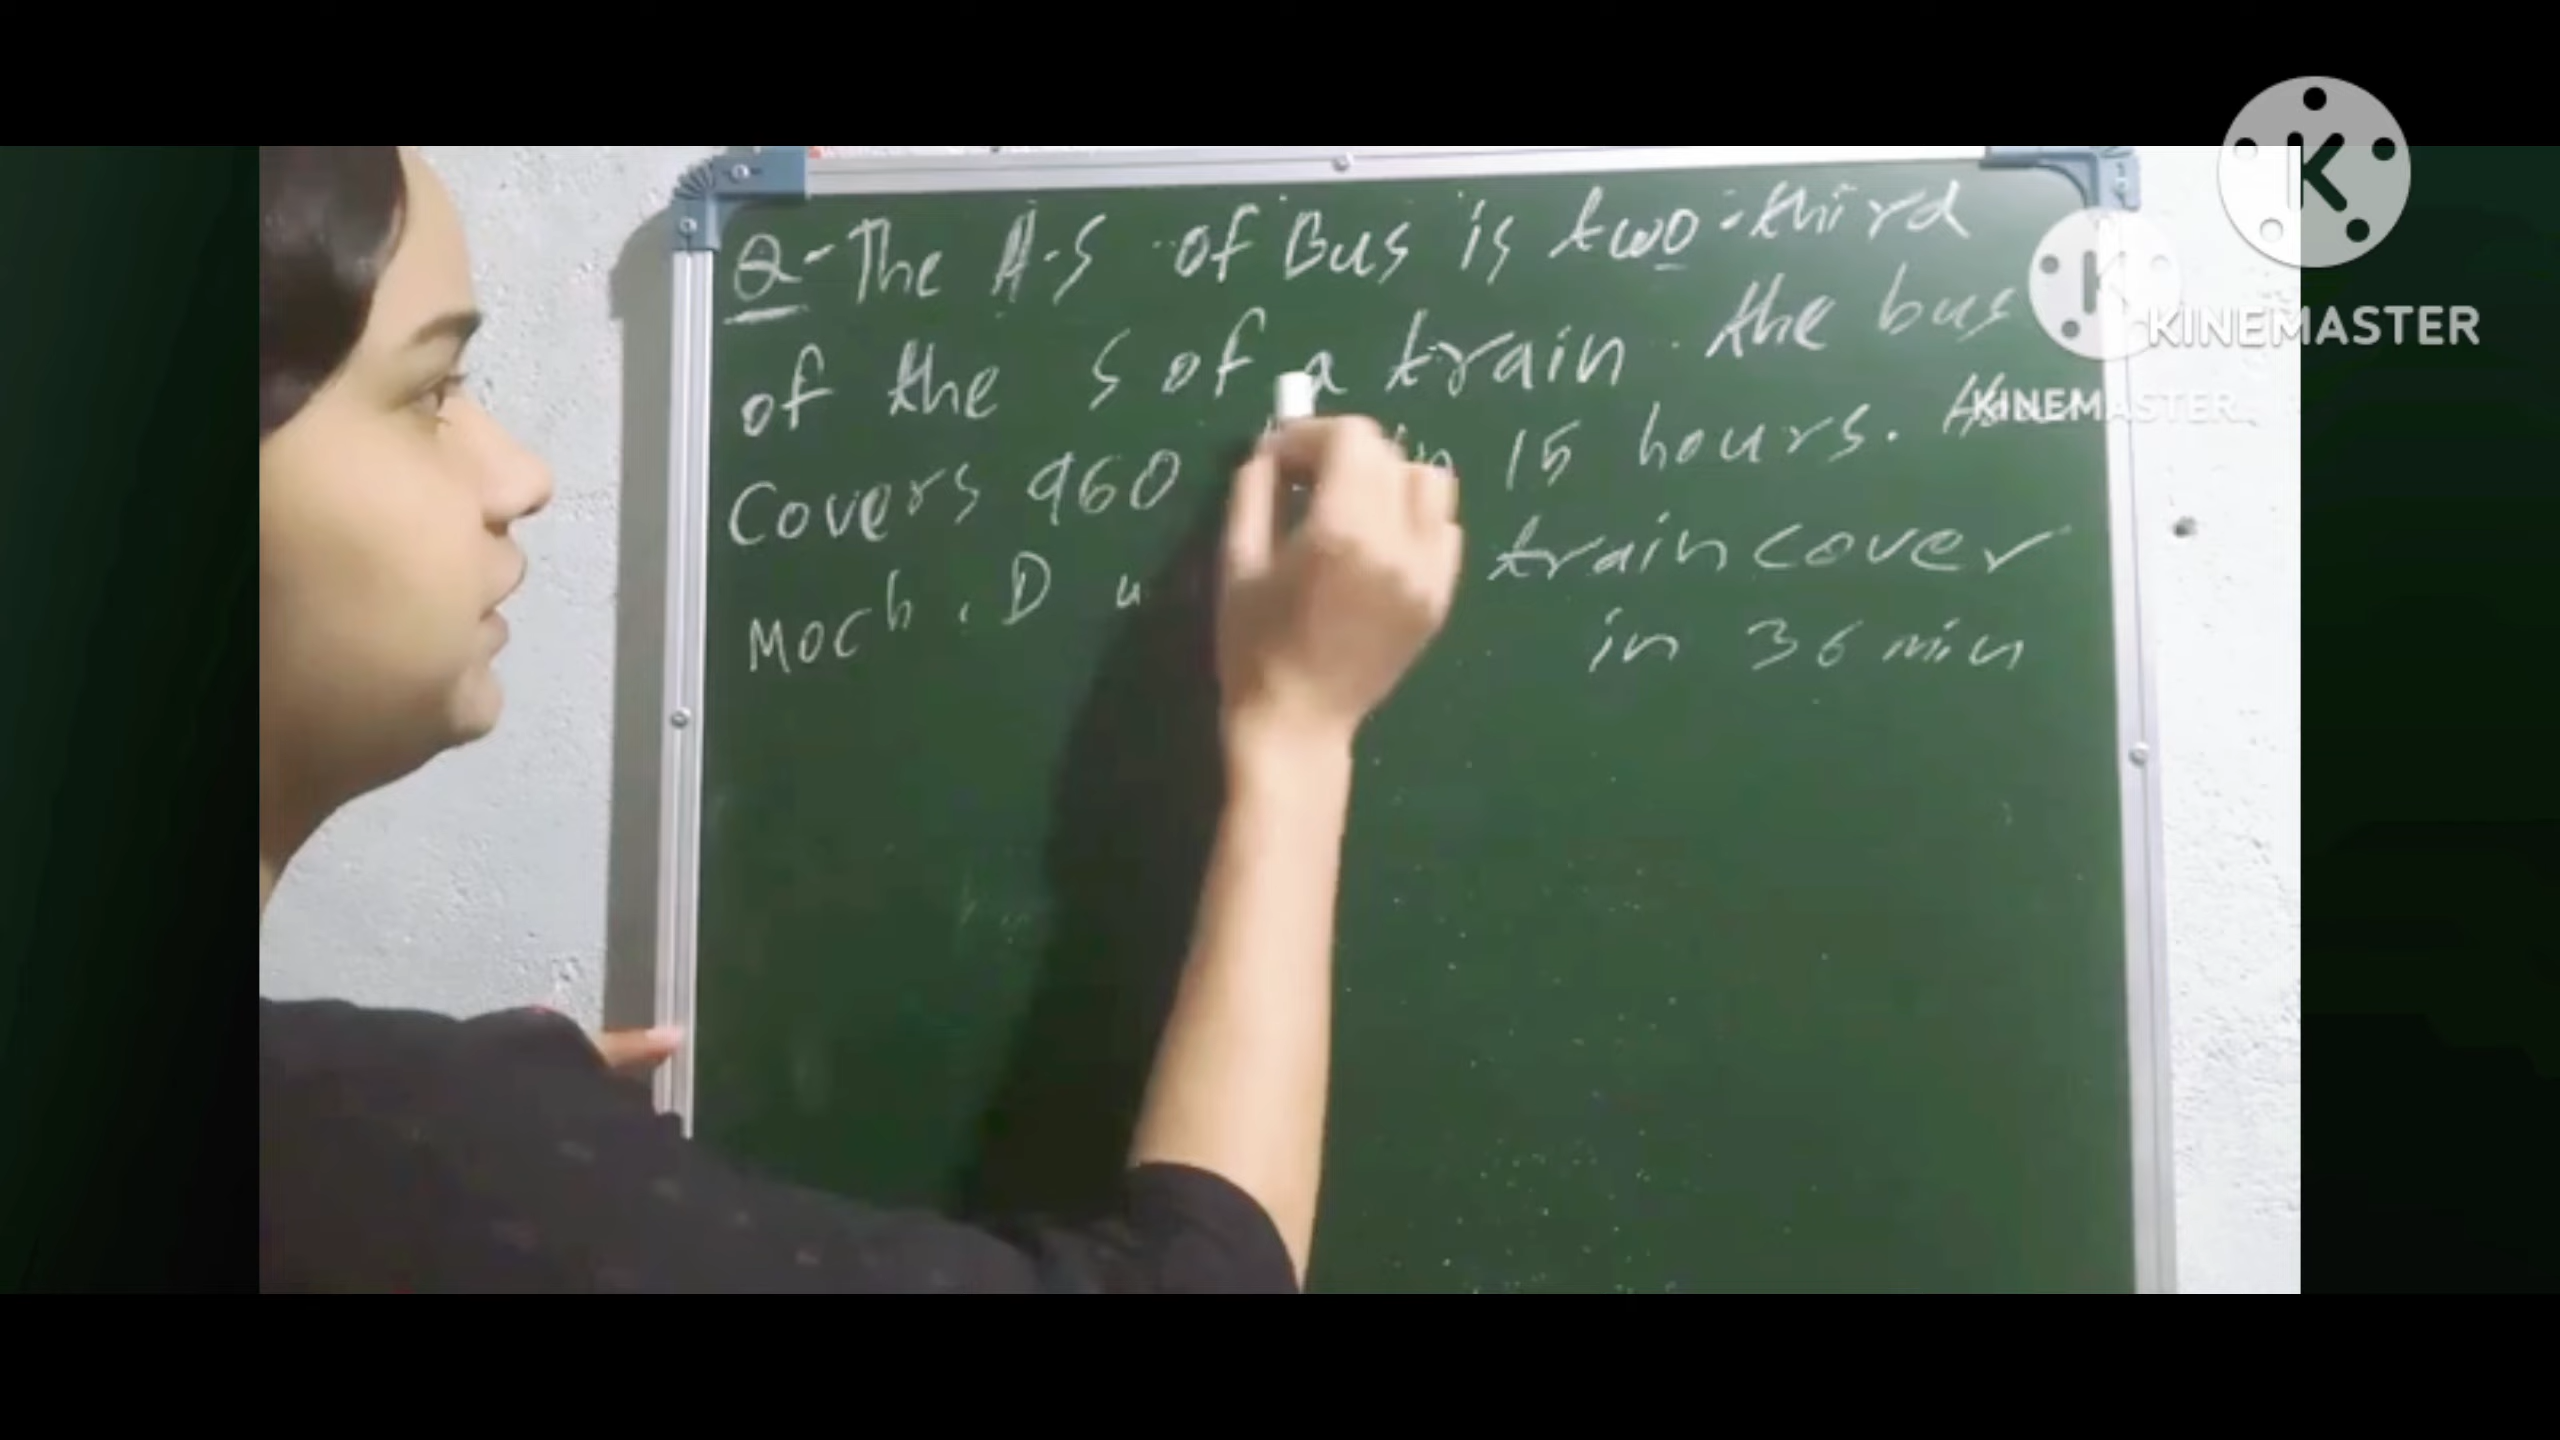 Q-The A-S of Bus is two-third
of the S of a train. the bus
Covers 960 in 15 hours.
Moch. D train cover
in 36 min
KINEMASTER
KINEMASTER